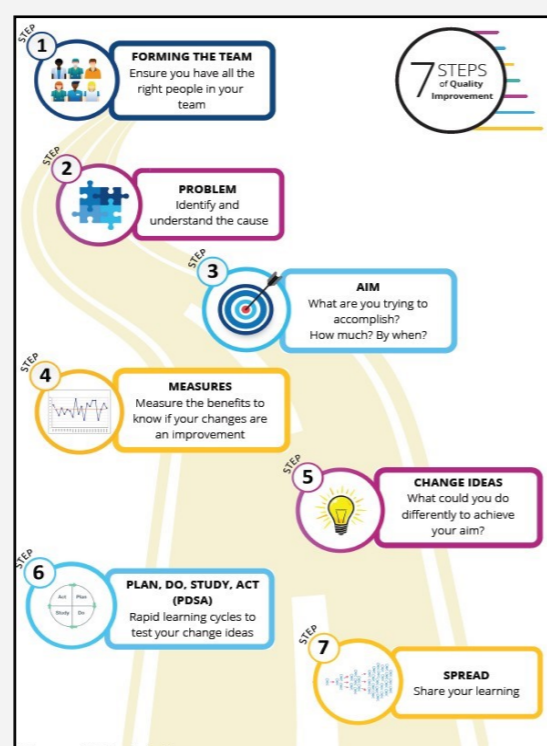 7 STEPS
of Quality
Improvement
STEP
1
FORMING THE TEAM
Ensure you have all the
right people in your
team
STEP
2
PROBLEM
Identify and
understand the cause
STEP
3
AIM
What are you trying to
accomplish?
How much? By when?
STEP
4
MEASURES
Measure the benefits to
know if your changes are
an improvement
STEP
5
CHANGE IDEAS
What could you do
differently to achieve
your aim?
STEP
6
Act Plan
Study Do
PLAN, DO, STUDY, ACT
(PDSA)
Rapid learning cycles to
test your change ideas
STEP
7
SPREAD
Share your learning